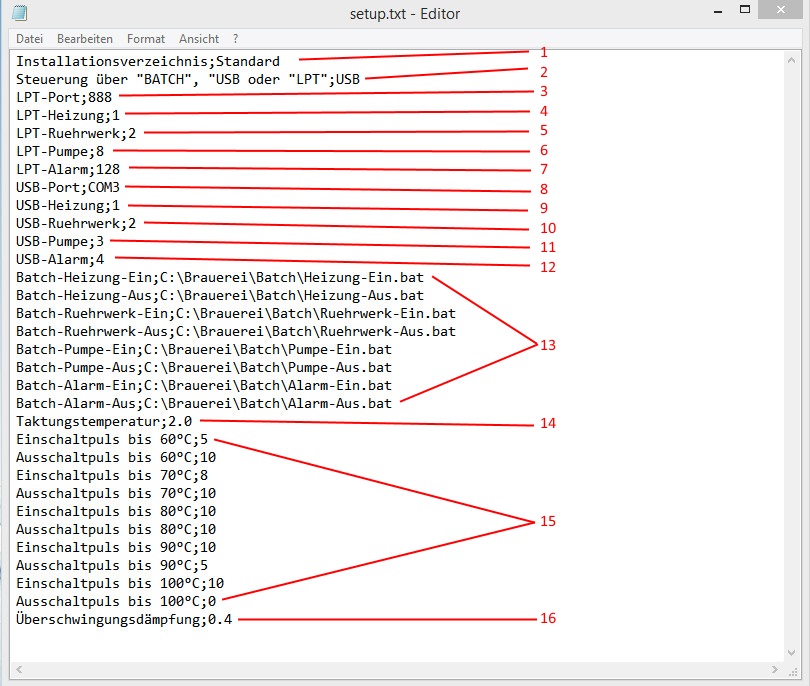 setup.txt - Editor
Datei Bearbeiten Format Ansicht ?
Installationsverzeichnis;Standard 1
Steuerung über "BATCH", "USB oder "LPT";USB 2
LPT-Port;888 3
LPT-Heizung;1 4
LPT-Ruehrwerk;2 5
LPT-Pumpe;8 6
LPT-Alarm;128 7
USB-Port;COM3 8
USB-Heizung;1 9
USB-Ruehrwerk;2 10
USB-Pumpe;3 11
USB-Alarm;4 12
Batch-Heizung-Ein;C:\Brauerei\Batch\Heizung-Ein.bat
Batch-Heizung-Aus;C:\Brauerei\Batch\Heizung-Aus.bat
Batch-Ruehrwerk-Ein;C:\Brauerei\Batch\Ruehrwerk-Ein.bat
Batch-Ruehrwerk-Aus;C:\Brauerei\Batch\Ruehrwerk-Aus.bat
Batch-Pumpe-Ein;C:\Brauerei\Batch\Pumpe-Ein.bat 13
Batch-Pumpe-Aus;C:\Brauerei\Batch\Pumpe-Aus.bat
Batch-Alarm-Ein;C:\Brauerei\Batch\Alarm-Ein.bat
Batch-Alarm-Aus;C:\Brauerei\Batch\Alarm-Aus.bat
Taktungstemperatur;2.0 14
Einschaltpuls bis 60°C;5
Ausschaltpuls bis 60°C;10
Einschaltpuls bis 70°C;8
Ausschaltpuls bis 70°C;10
Einschaltpuls bis 80°C;10 15
Ausschaltpuls bis 80°C;10
Einschaltpuls bis 90°C;10
Ausschaltpuls bis 90°C;5
Einschaltpuls bis 100°C;10
Ausschaltpuls bis 100°C;0
Überschwingungsdämpfung;0.4 16